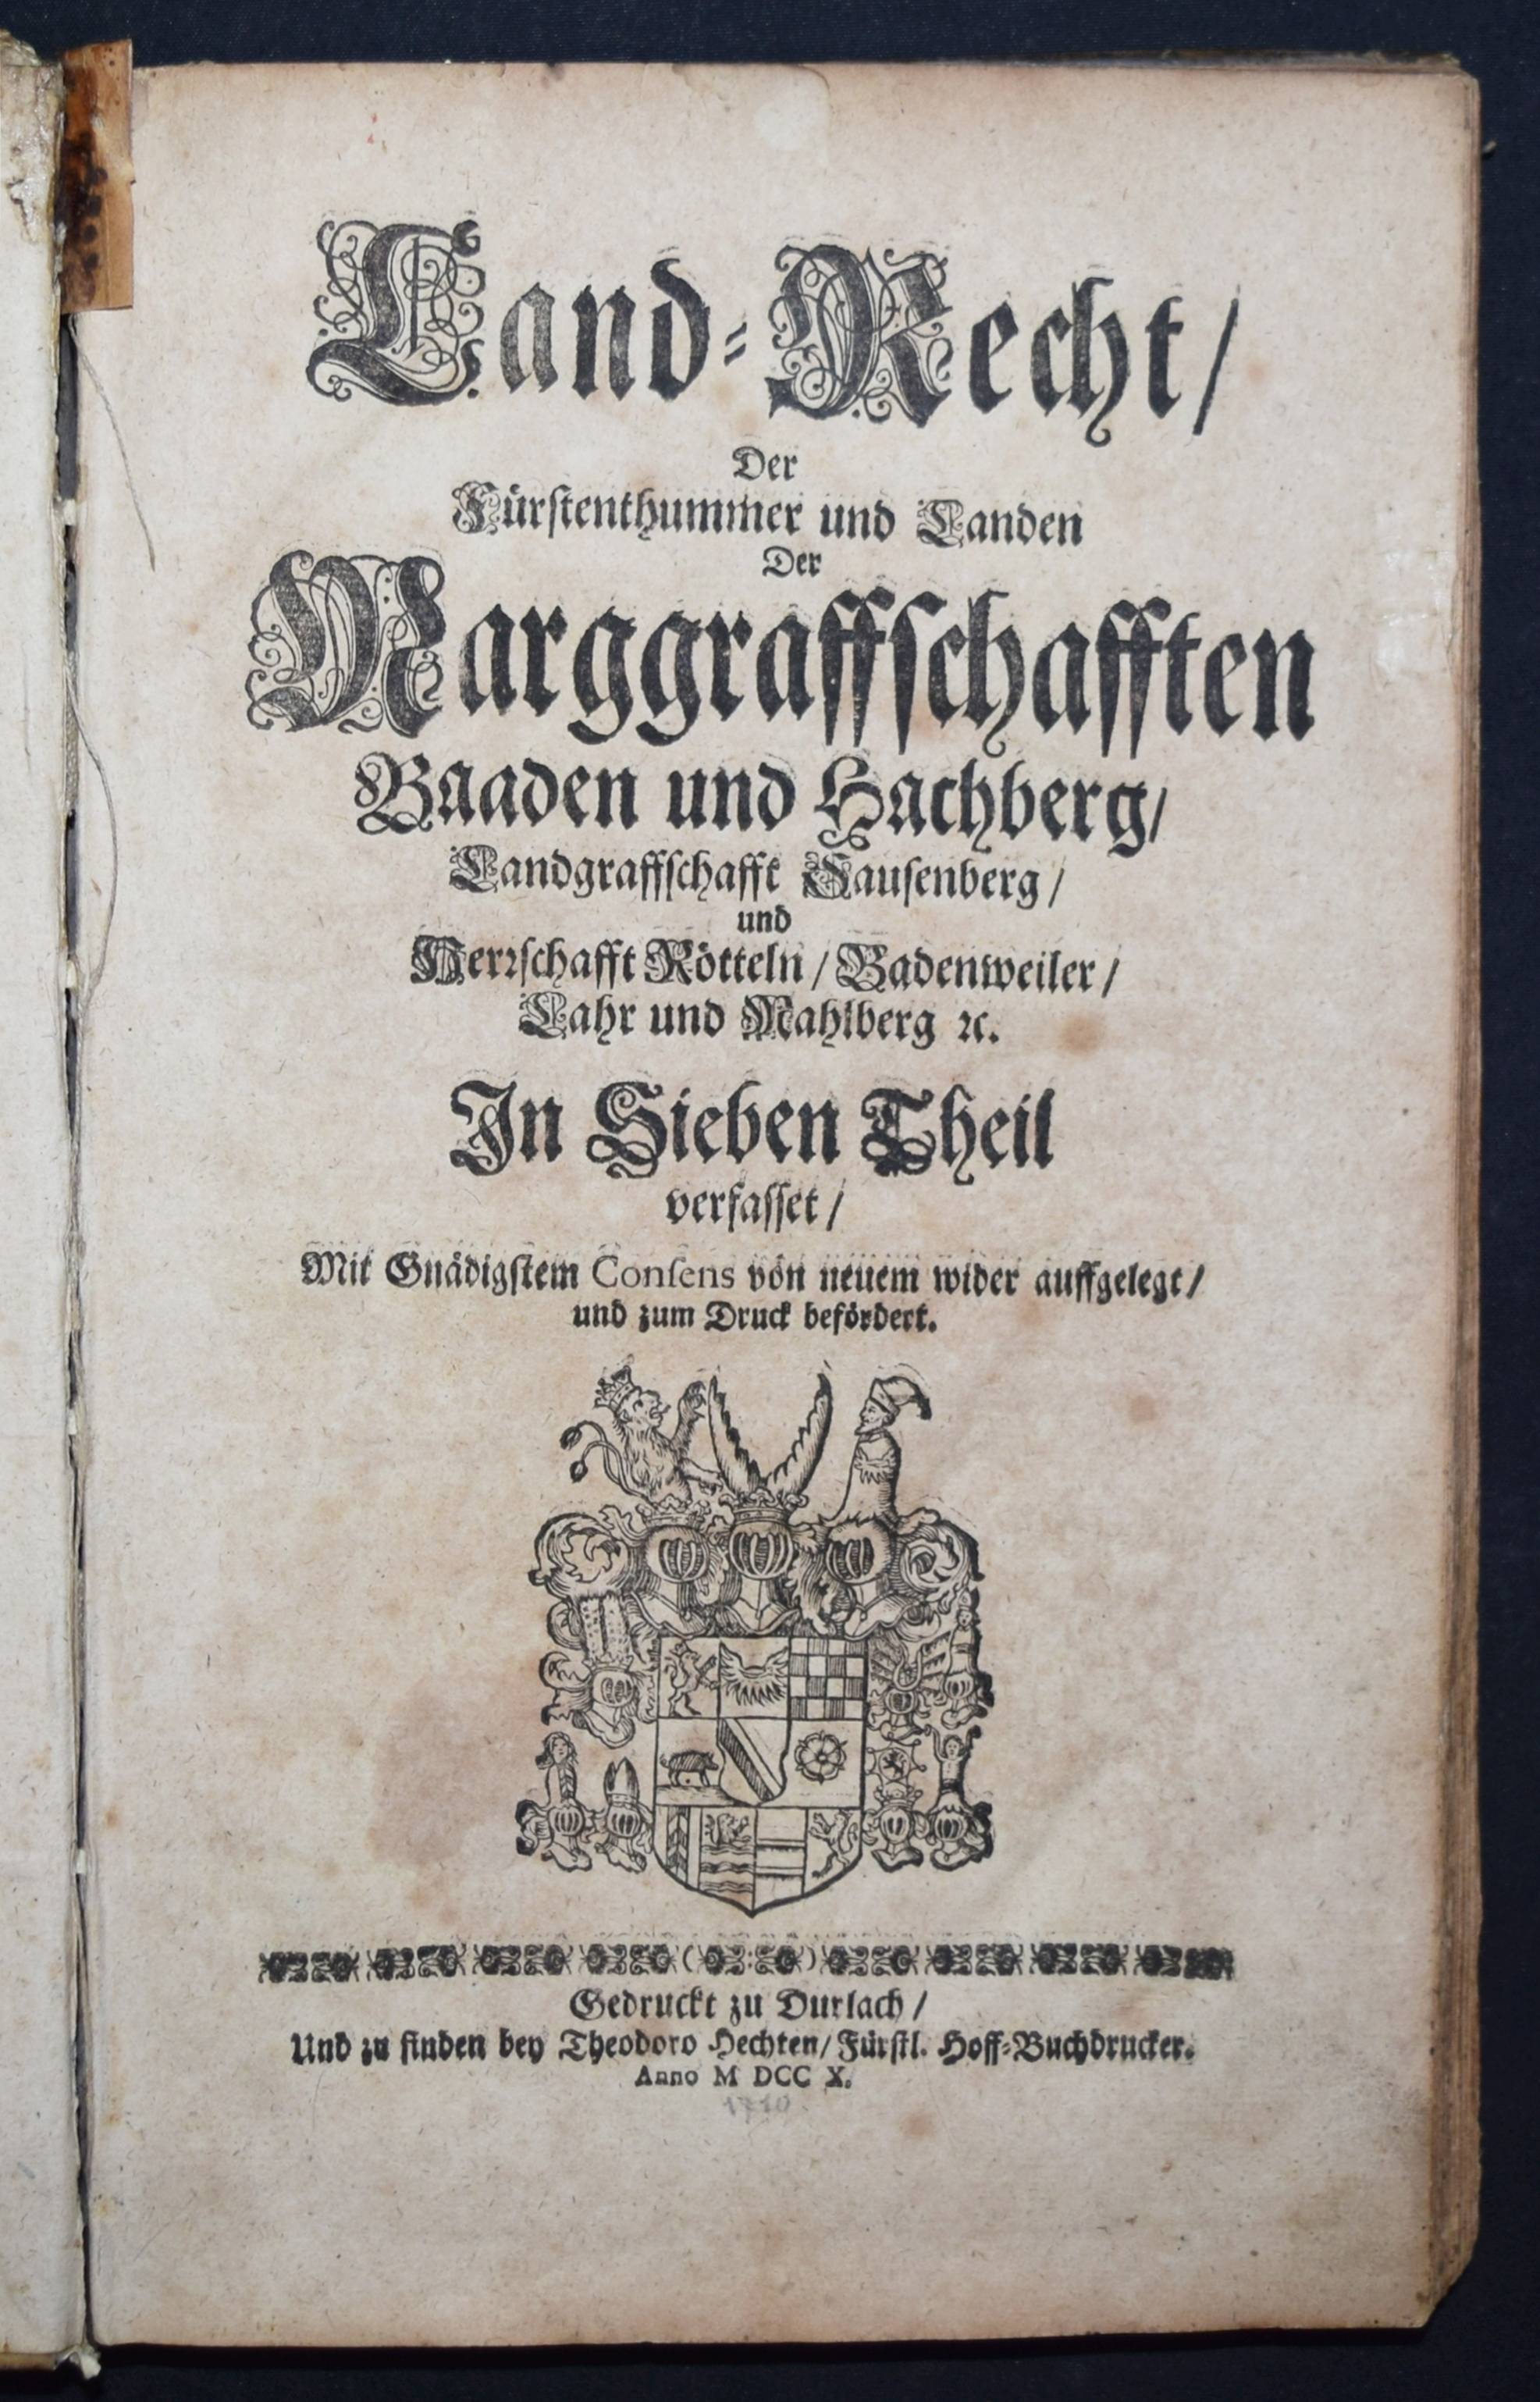 Land-Recht/
Der
Fürstenthummer und Landen
Der
Marggraffschafften
Baaden und Hachberg/
Landgraffschafft Sausenberg/
und
Herrschafft Rötteln/ Badenweiler/
Lahr und Mahlberg ꝛc.
In Sieben Theil
verfasset/
Mit Gnädigstem Consens von neuem wider auffgelegt/
und zum Druck befördert.
Gedruckt zu Durlach/
Und zu finden bey Theodoro Hechten/ Fürstl. Hoff-Buchdrucker.
Anno M DCC X.
1710.